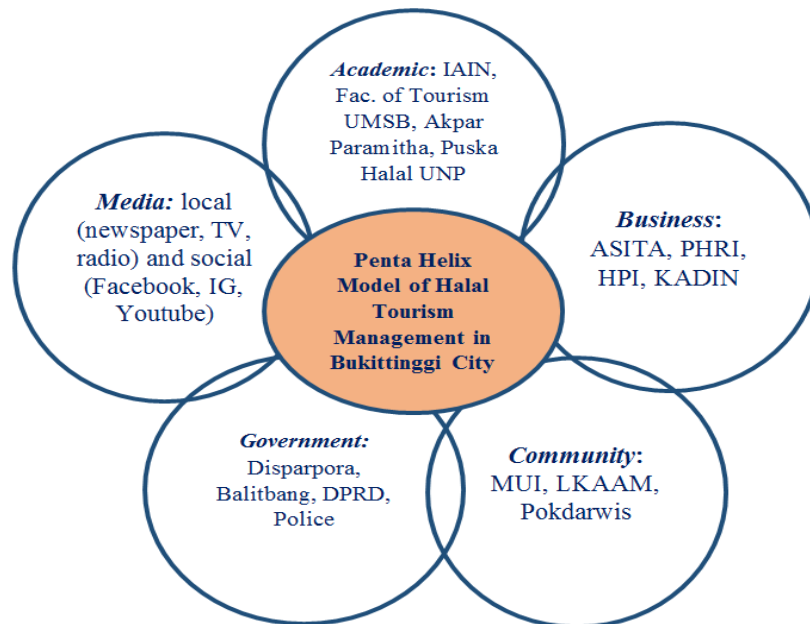 Academic: IAIN,
Fac. of Tourism
UMSB, Akpar
Paramitha, Puska
Halal UNP
Media: local
(newspaper, TV,
radio) and social
(Facebook, IG,
Youtube)
Business:
ASITA, PHRI,
HPI, KADIN
Penta Helix
Model of Halal
Tourism
Management in
Bukittinggi City
Government:
Disparpora,
Balitbang, DPRD,
Police
Community:
MUI, LKAAM,
Pokdarwis